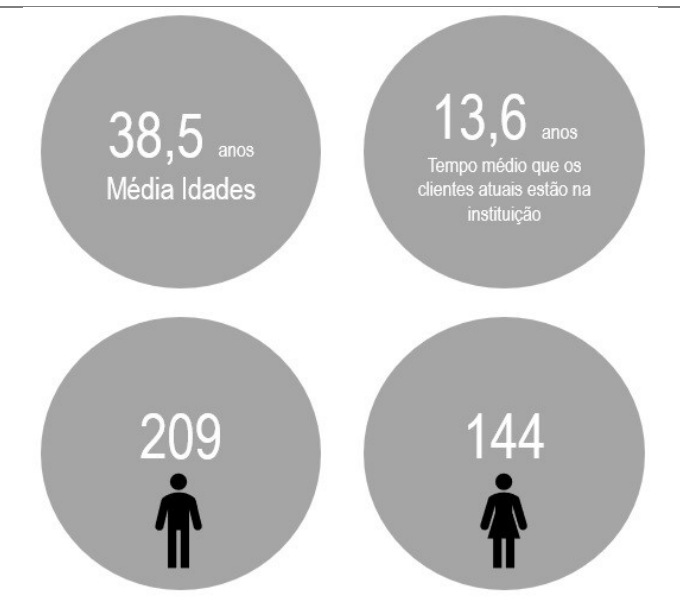 38,5 anos
Média Idades
13,6 anos
Tempo médio que os
clientes atuais estão na
instituição
209
144